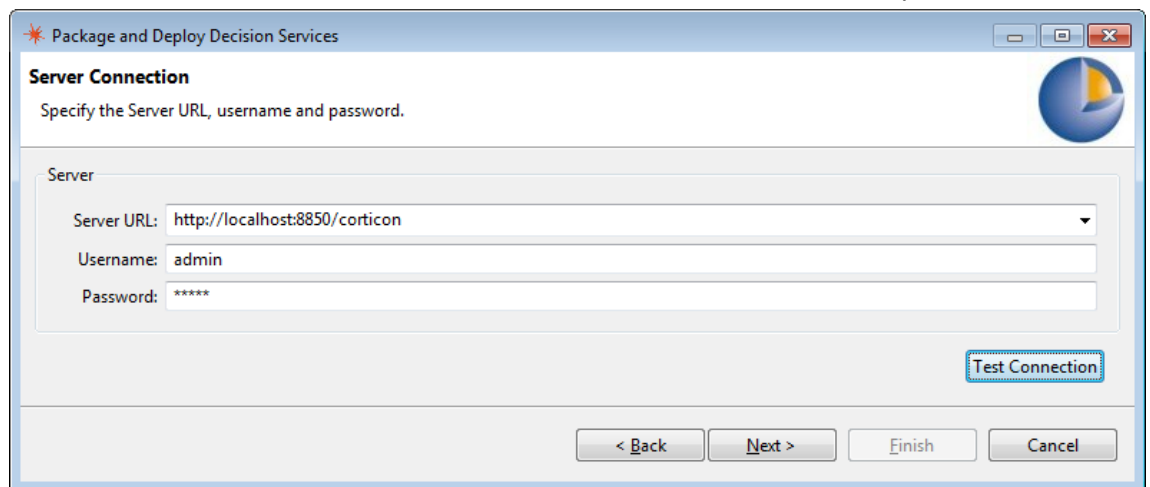 Package and Deploy Decision Services
Server Connection
Specify the Server URL, username and password.
Server
Server URL: http://localhost:8850/corticon
Username: admin
Password: *****
Test Connection
< Back Next > Finish Cancel